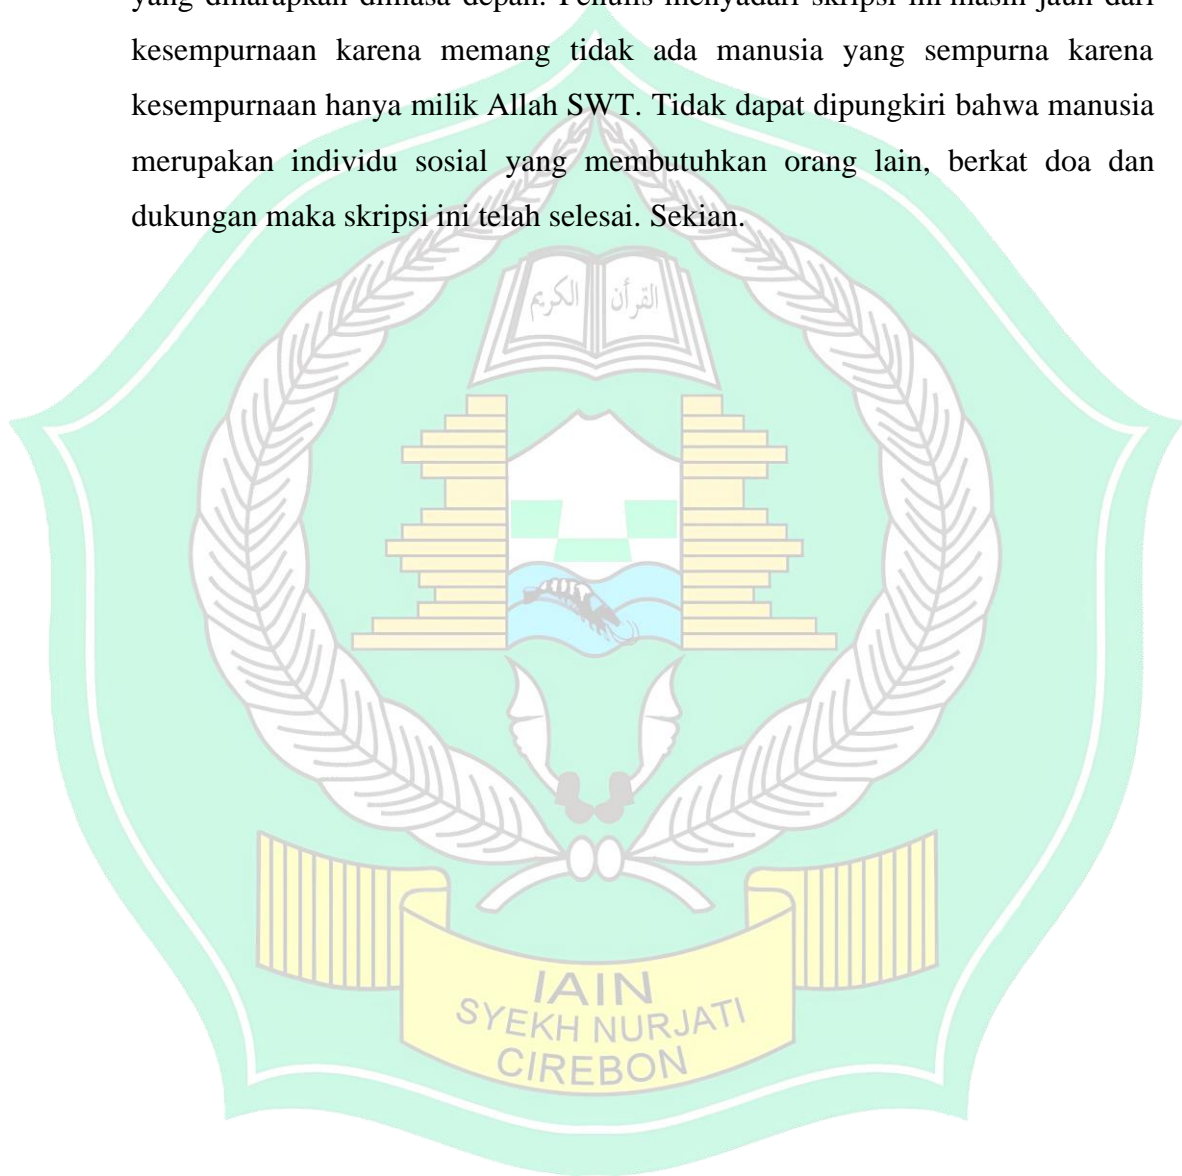 yang diharapkan dimasa depan. Penulis menyadari skripsi ini masih jauh dari
kesempurnaan karena memang tidak ada manusia yang sempurna karena
kesempurnaan hanya milik Allah SWT. Tidak dapat dipungkiri bahwa manusia
merupakan individu sosial yang membutuhkan orang lain, berkat doa dan
dukungan maka skripsi ini telah selesai. Sekian.
القرأن الكريم
IAIN
SYEKH NURJATI
CIREBON